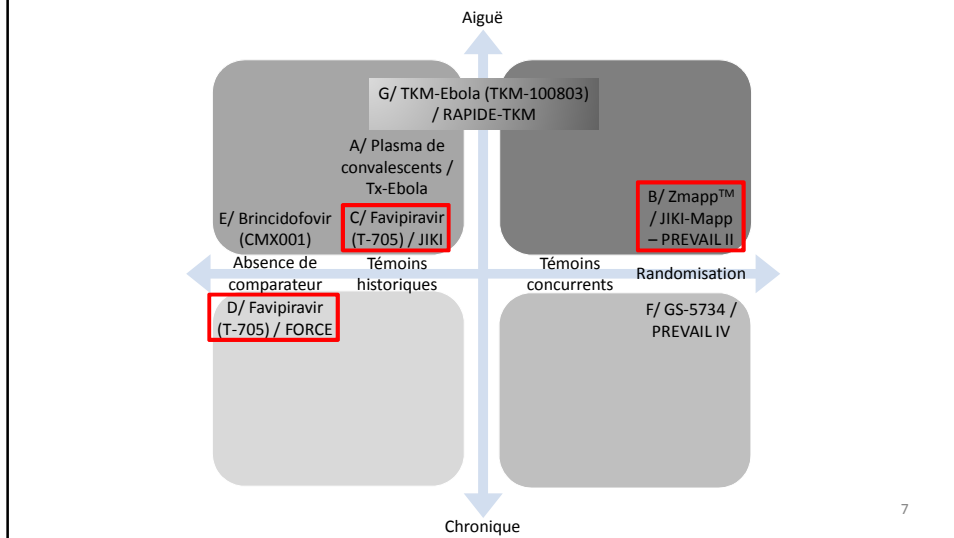 Aiguë
G/ TKM-Ebola (TKM-100803)
/ RAPIDE-TKM
A/ Plasma de
convalescents /
Tx-Ebola
E/ Brincidofovir
(CMX001)
C/ Favipiravir
(T-705) / JIKI
B/ Zmapp™
/ JIKI-Mapp
– PREVAIL II
Absence de
comparateur
Témoins
historiques
Témoins
concurrents
Randomisation
D/ Favipiravir
(T-705) / FORCE
F/ GS-5734 /
PREVAIL IV
Chronique
7